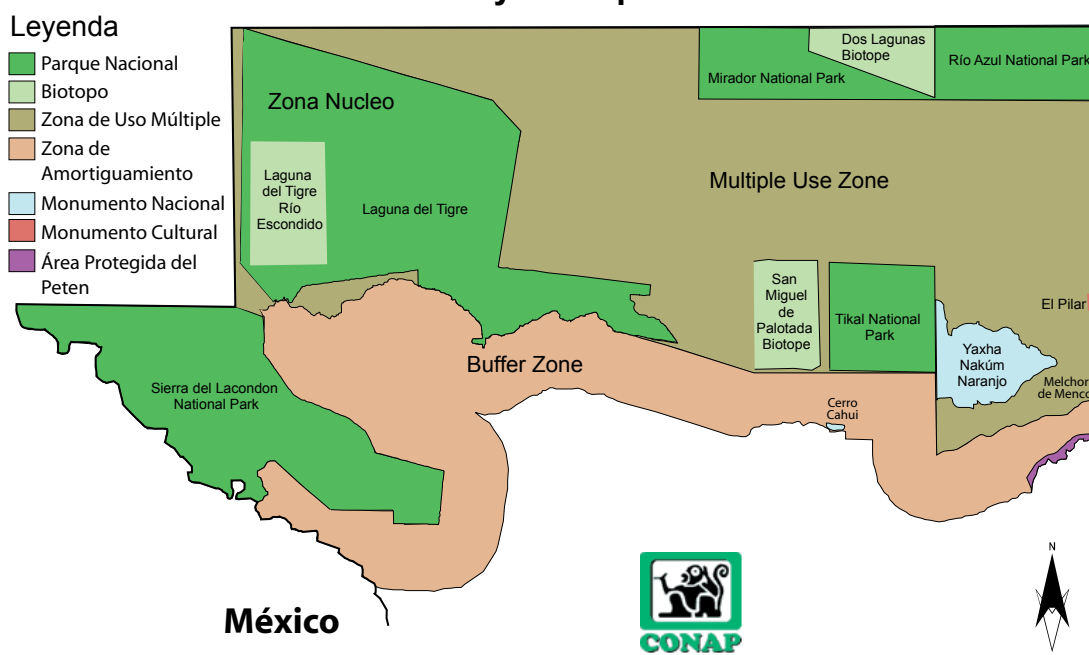 Leyenda
Parque Nacional
Biotopo
Zona de Uso Múltiple
Zona de
Amortiguamiento
Monumento Nacional
Monumento Cultural
Área Protegida del
Peten
Zona Nucleo
Laguna
del Tigre
Río
Escondido
Laguna del Tigre
Dos Lagunas
Biotope
Mirador National Park
Río Azul National Park
Multiple Use Zone
San
Miguel
de
Palotada
Biotope
Tikal National
Park
El Pilar
Yaxha
Nakúm
Naranjo
Melchor
de Menco
Buffer Zone
Cerro
Cahui
Sierra del Lacondon
National Park
México
CONAP
N